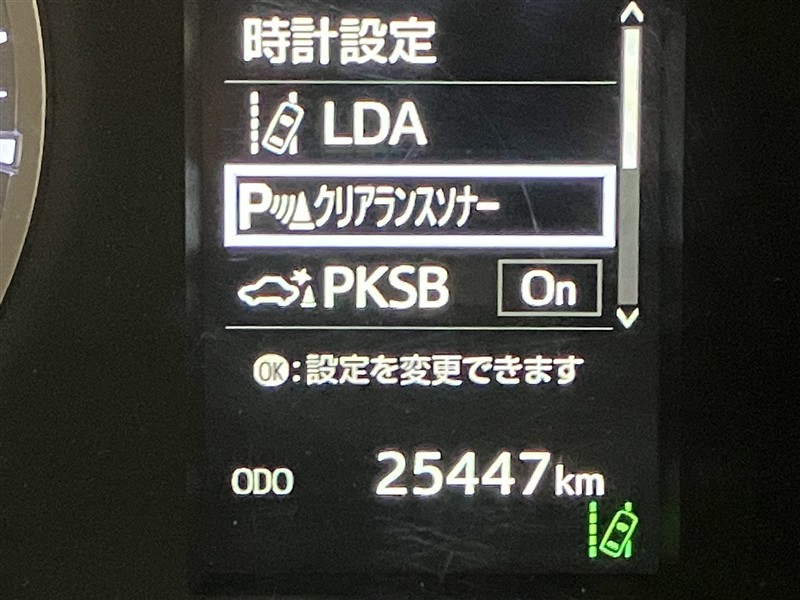 時計設定
LDA
Pクリアランスソナー
PKSB On
OK:設定を変更できます
ODO 25447km